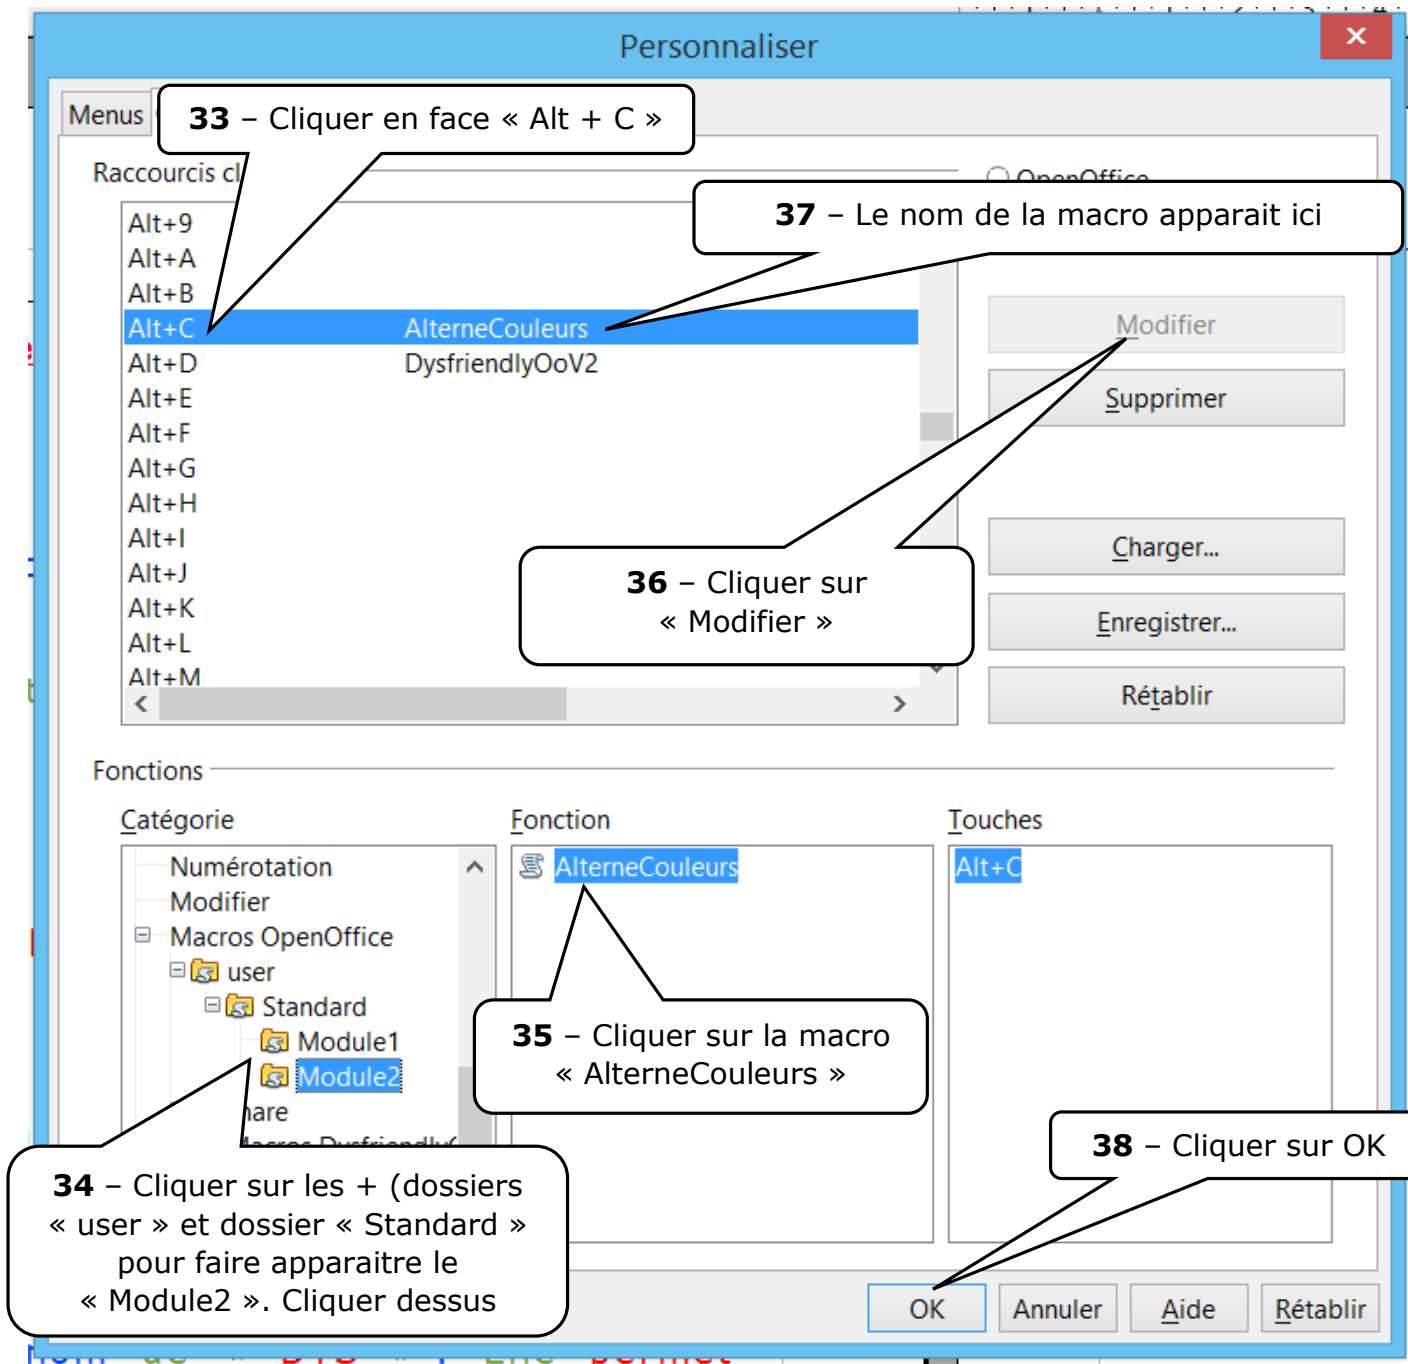 Personnaliser
Menus
33 – Cliquer en face « Alt + C »
Raccourcis cl
OpenOffice
37 – Le nom de la macro apparait ici
Alt+9
Alt+A
Alt+B
Alt+C AlterneCouleurs
Alt+D DysfriendlyOoV2
Alt+E
Alt+F
Alt+G
Alt+H
Alt+I
Alt+J
Alt+K
Alt+L
Alt+M
Modifier
Supprimer
36 – Cliquer sur
« Modifier »
Charger...
Enregistrer...
Rétablir
Fonctions
Catégorie
Numérotation
Modifier
Macros OpenOffice
user
Standard
Module1
Module2
hare
Fonction
AlterneCouleurs
Touches
Alt+C
35 – Cliquer sur la macro
« AlterneCouleurs »
34 – Cliquer sur les + (dossiers
« user » et dossier « Standard »
pour faire apparaitre le
« Module2 ». Cliquer dessus
38 – Cliquer sur OK
OK Annuler Aide Rétablir